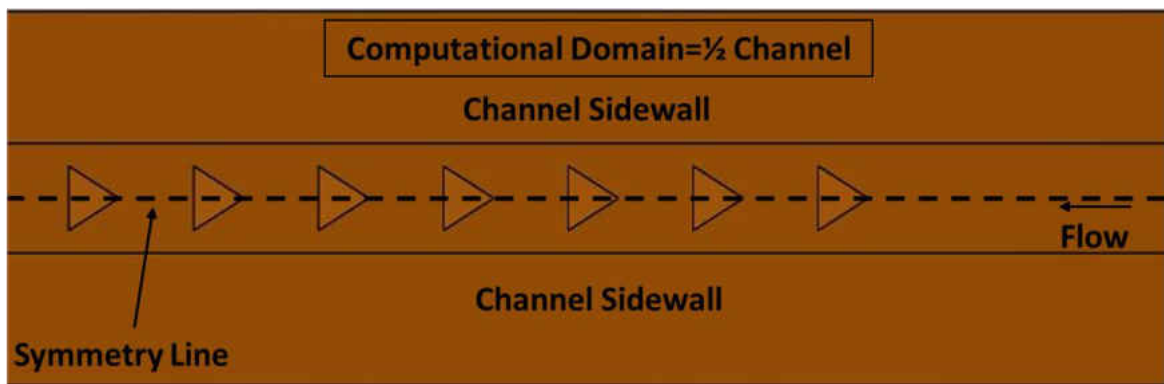 Computational Domain=½ Channel
Channel Sidewall
Flow
Channel Sidewall
Symmetry Line